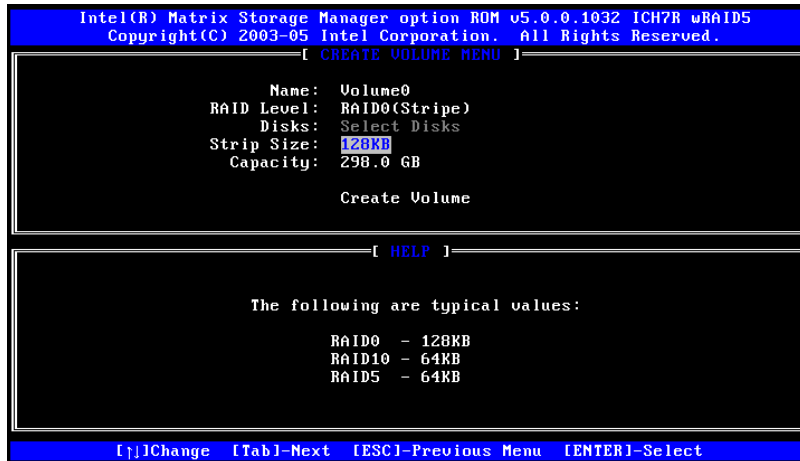 Intel(R) Matrix Storage Manager option ROM v5.0.0.1032 ICH7R wRAID5
Copyright(C) 2003-05 Intel Corporation.  All Rights Reserved.
[ CREATE VOLUME MENU ]
Name: Volume0
RAID Level: RAID0(Stripe)
Disks: Select Disks
Strip Size: 128KB
Capacity: 298.0 GB
Create Volume
[ HELP ]
The following are typical values:
RAID0 - 128KB
RAID10 - 64KB
RAID5 - 64KB
[↑↓]Change [Tab]-Next [ESC]-Previous Menu [ENTER]-Select